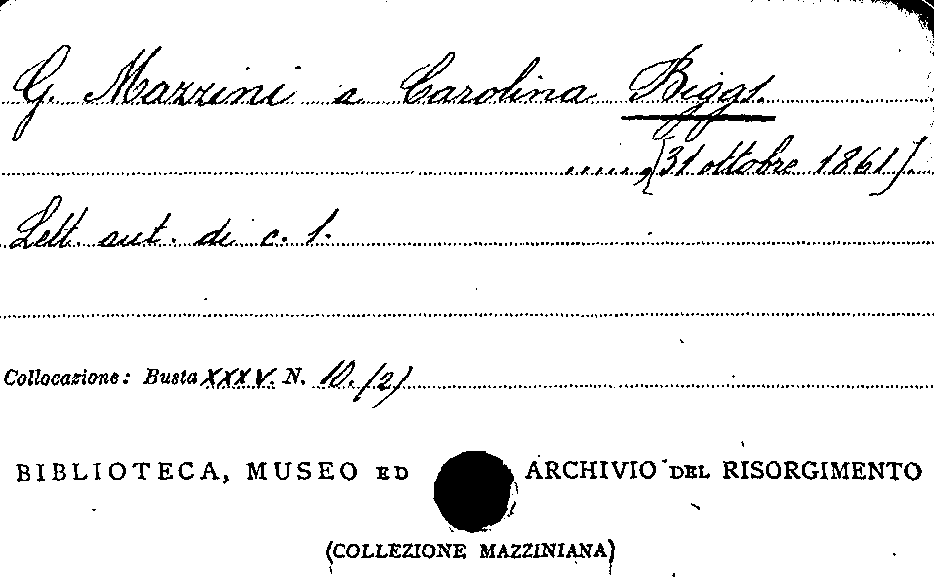 G. Mazzini a Carolina Biggs.
......, [31 ottobre 1861].
Lett. aut. di c. 1.
Collocazione: Busta XXXV. N. 10. (2)
BIBLIOTECA, MUSEO ED ARCHIVIO DEL RISORGIMENTO
(COLLEZIONE MAZZINIANA)